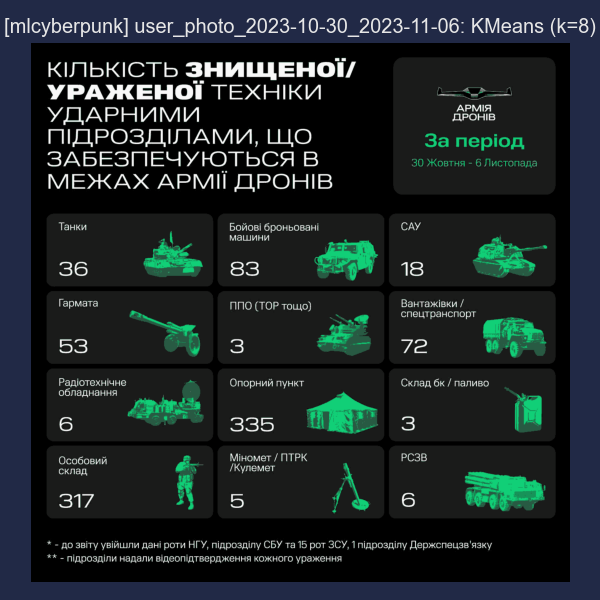 [mlcyberpunk] user_photo_2023-10-30_2023-11-06: KMeans (k=8)
КІЛЬКІСТЬ ЗНИЩЕНОЇ/
УРАЖЕНОЇ ТЕХНІКИ
УДАРНИМИ
ПІДРОЗДІЛАМИ, ЩО
ЗАБЕЗПЕЧУЮТЬСЯ В
МЕЖАХ АРМІЇ ДРОНІВ
АРМІЯ
ДРОНІВ
За період
30 Жовтня - 6 Листопада
Танки
36
Бойові броньовані
машини
83
САУ
18
Гармата
53
ППО (ТОР тощо)
3
Вантажівки /
спецтранспорт
72
Радіотехнічне
обладнання
6
Опорний пункт
335
Склад бк / паливо
3
Особовий
склад
317
Міномет / ПТРК
/Кулемет
5
РСЗВ
6
* - до звіту увійшли дані роти НГУ, підрозділу СБУ та 15 рот ЗСУ, 1 підрозділу Держспецзв'язку
** - підрозділи надали відеопідтвердження кожного ураження